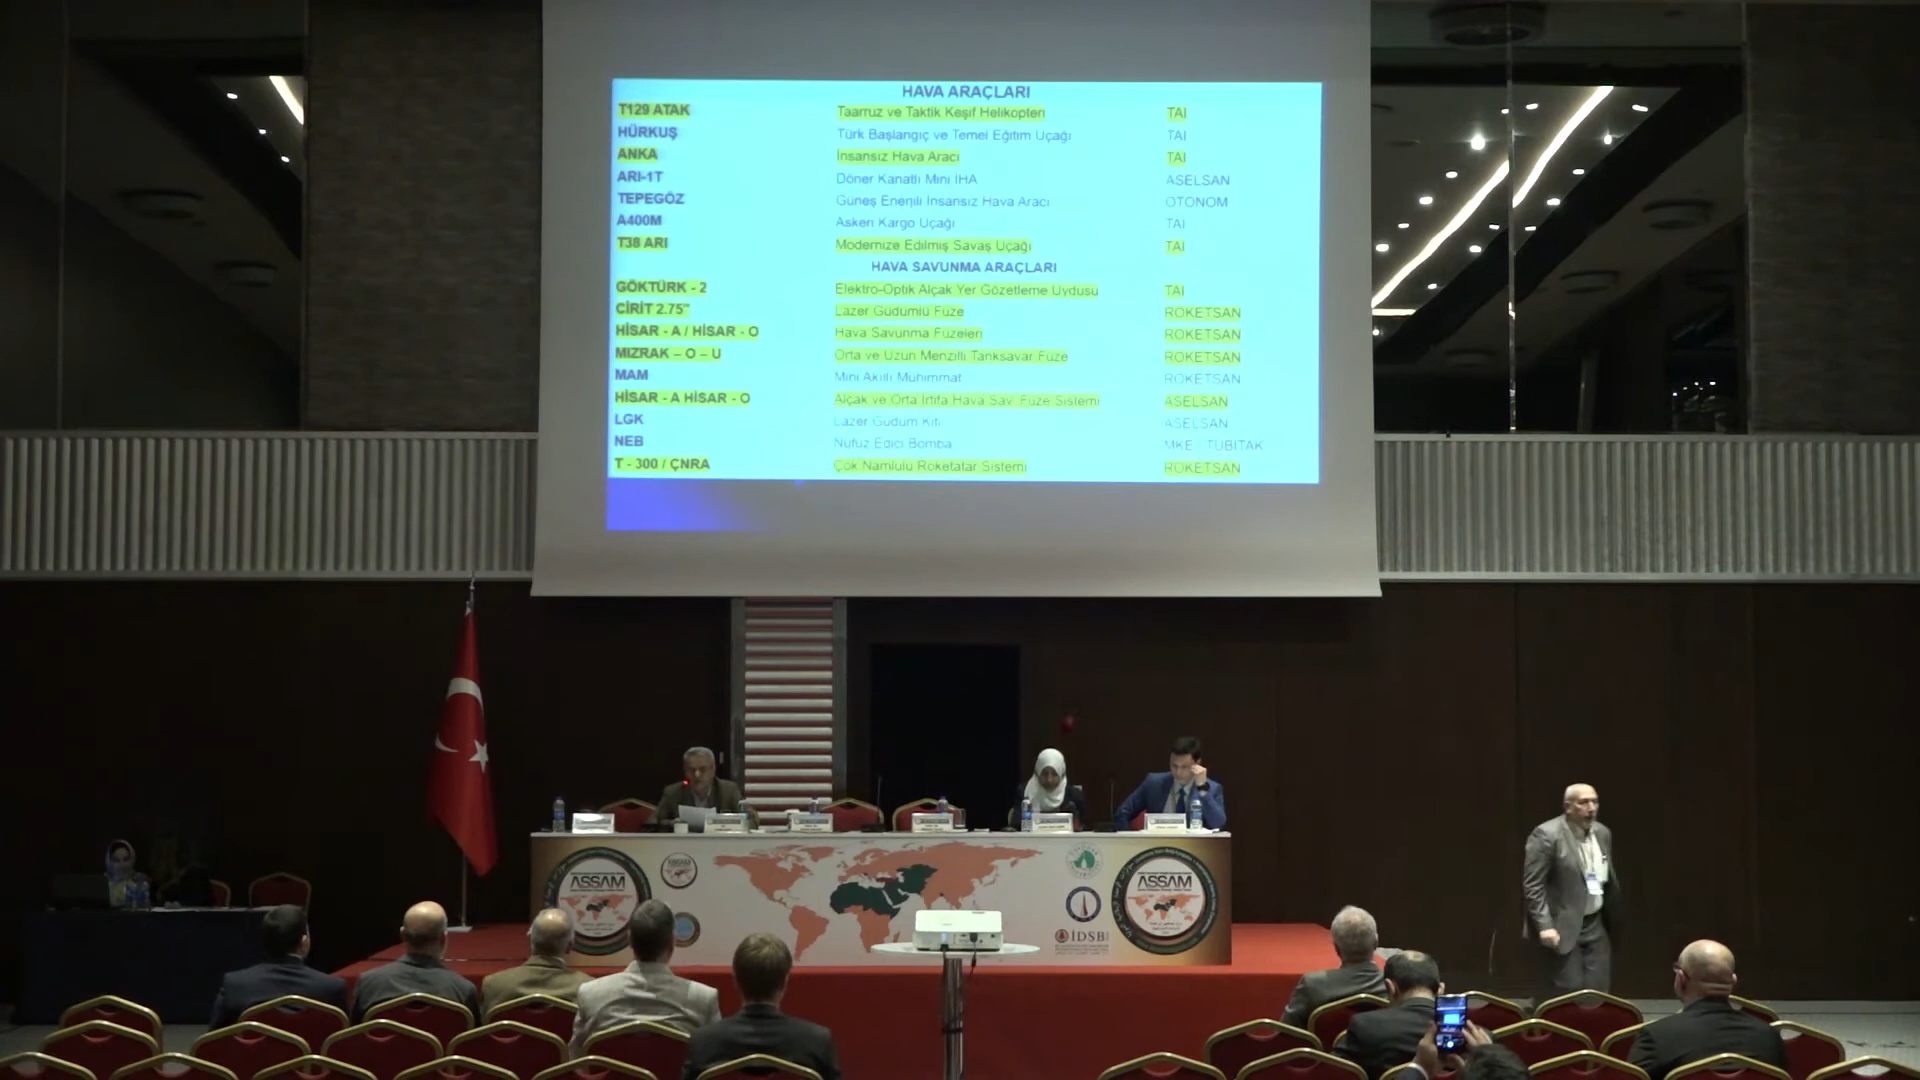 HAVA ARAÇLARI
T129 ATAK Taarruz ve Taktik Keşif Helikopteri TAI
HÜRKUŞ Türk Başlangıç ve Temel Eğitim Uçağı TAI
ANKA İnsansız Hava Aracı TAI
ARI-1T Döner Kanatlı Mini İHA ASELSAN
TEPEGÖZ Güneş Enerjili İnsansız Hava Aracı OTONOM
A400M Askeri Kargo Uçağı TAI
T38 ARI Modernize Edilmiş Savaş Uçağı TAI
HAVA SAVUNMA ARAÇLARI
GÖKTÜRK - 2 Elektro-Optik Alçak Yer Gözetleme Uydusu TAI
CİRİT 2.75" Lazer Güdümlü Füze ROKETSAN
HİSAR - A / HİSAR - O Hava Savunma Füzeleri ROKETSAN
MIZRAK – O – U Orta ve Uzun Menzilli Tanksavar Füze ROKETSAN
MAM Mini Akıllı Mühimmat ROKETSAN
HİSAR - A HİSAR - O Alçak ve Orta İrtifa Hava Sav. Füze Sistemi ASELSAN
LGK Lazer Güdüm Kiti ASELSAN
NEB Nüfuz Edici Bomba MKE / TÜBİTAK
T - 300 / ÇNRA Çok Namlulu Roketatar Sistemi ROKETSAN
ASSAM
ASSAM
ASSAM
İDSB